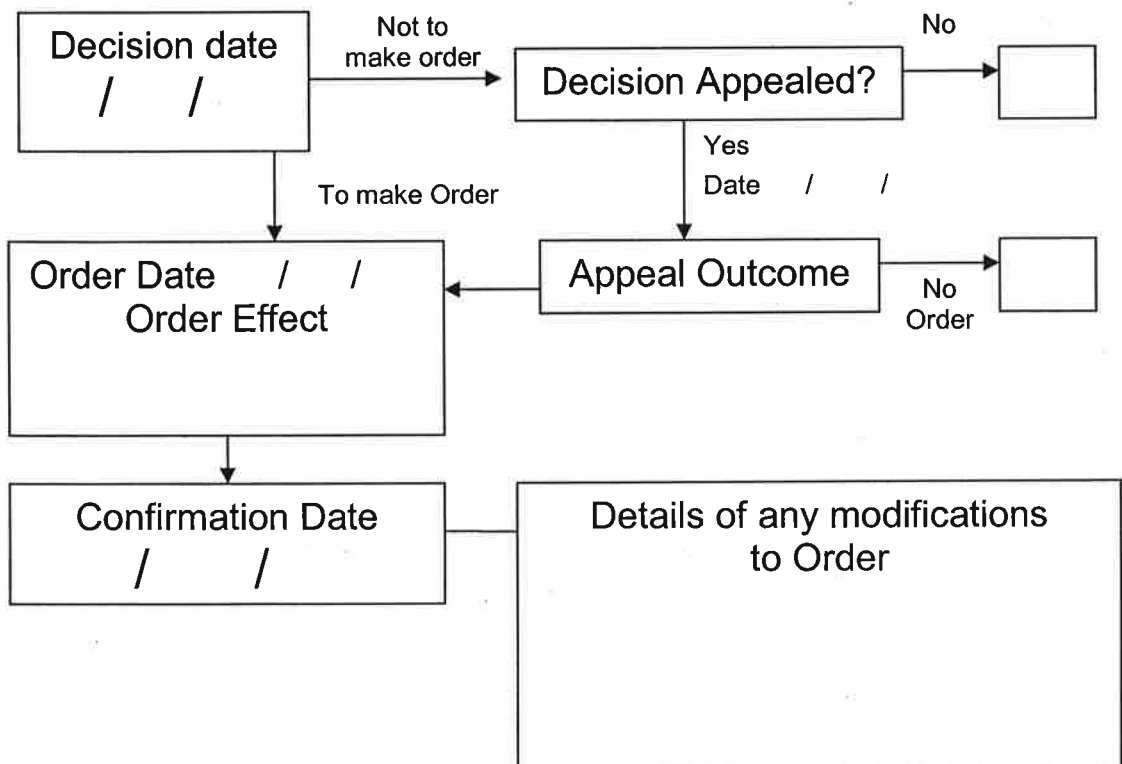 Decision date
/ /
Not to
make order
Decision Appealed?
No
Yes
Date / /
To make Order
Order Date / /
Order Effect
Appeal Outcome
No
Order
Confirmation Date
/ /
Details of any modifications
to Order